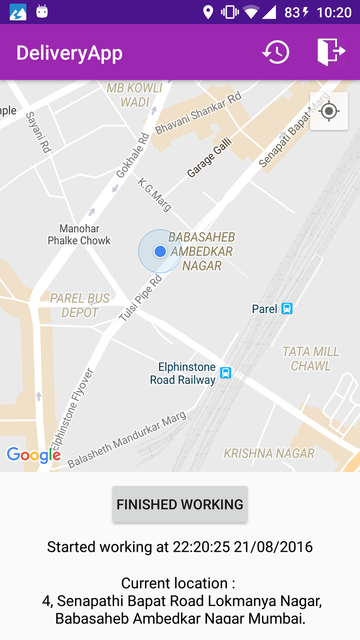 83
10:20
DeliveryApp
MB KOWLI
WADI
Bhavani Shankar Rd
Senapati Bapat Marg
Sayani Rd
Gokhale Rd
Garage Galli
K.G.Marg
Manohar
Phalke Chowk
BABASAHEB
AMBEDKAR
NAGAR
PAREL BUS
DEPOT
Tulsi Pipe Rd
Parel
Elphinstone
Road Railway
TATA MILL
CHAWL
Elphinstone Flyover
Balasheth Mandurkar Marg
KRISHNA NAGAR
Google
FINISHED WORKING
Started working at 22:20:25 21/08/2016
Current location :
4, Senapathi Bapat Road Lokmanya Nagar,
Babasaheb Ambedkar Nagar Mumbai.